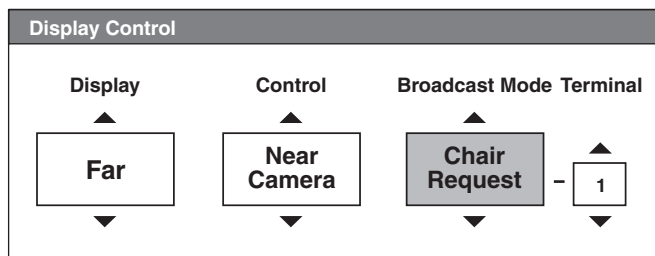 Display Control
Display Control Broadcast Mode Terminal
Far
Near
Camera
Chair
Request
– 1